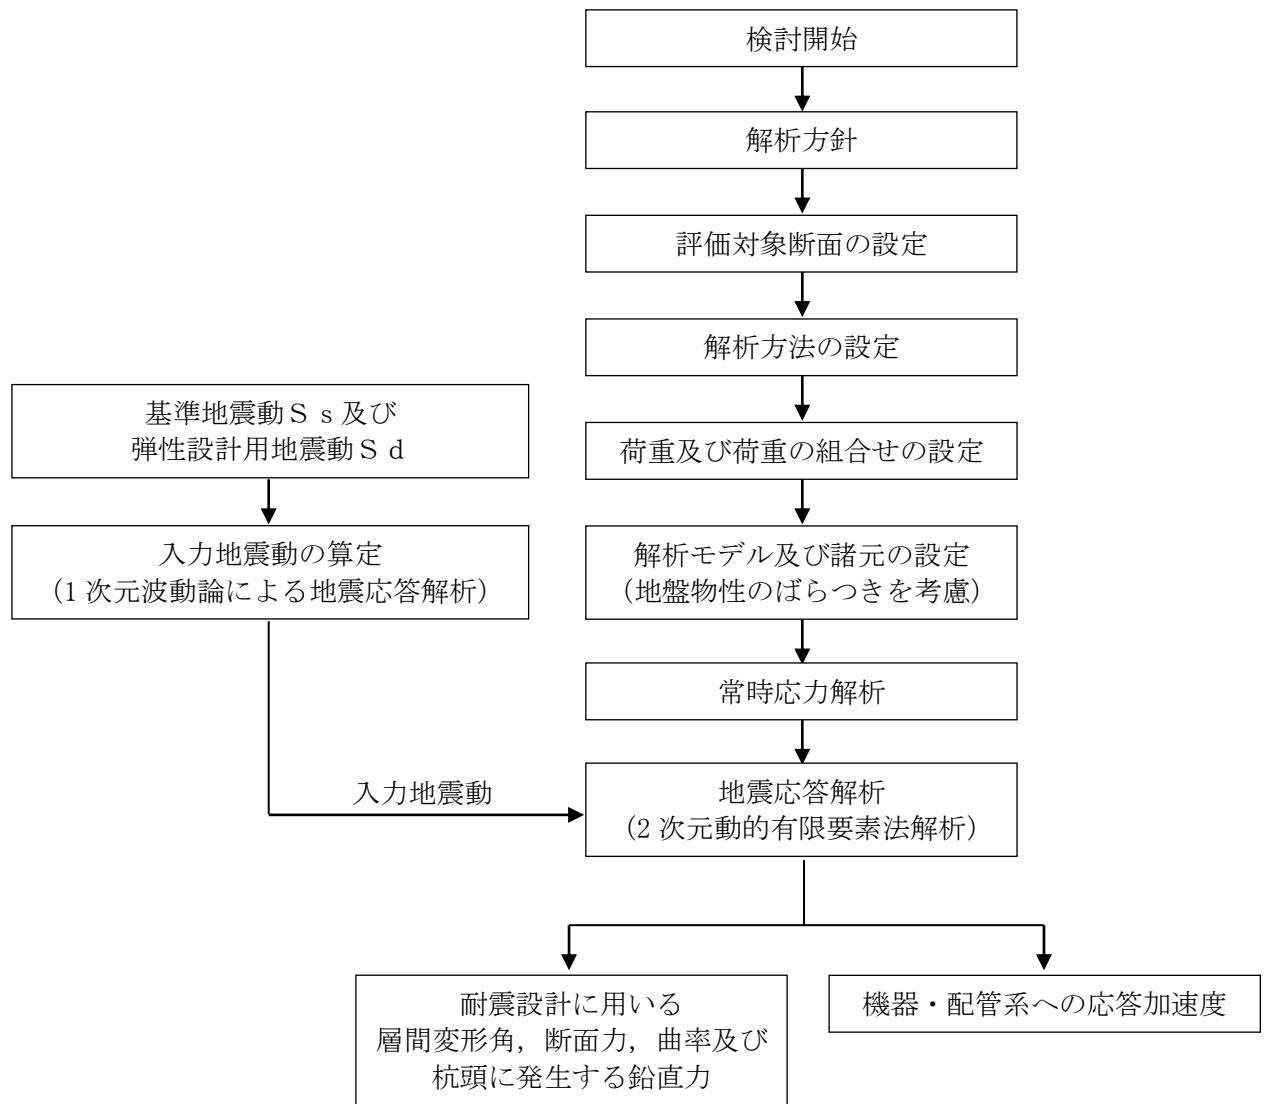 検討開始
解析方針
評価対象断面の設定
解析方法の設定
基準地震動Ｓｓ及び
弾性設計用地震動Ｓｄ
荷重及び荷重の組合せの設定
入力地震動の算定
（1 次元波動論による地震応答解析）
解析モデル及び諸元の設定
（地盤物性のばらつきを考慮）
常時応力解析
入力地震動
地震応答解析
（2 次元動的有限要素法解析）
耐震設計に用いる
層間変形角，断面力，曲率及び
杭頭に発生する鉛直力
機器・配管系への応答加速度